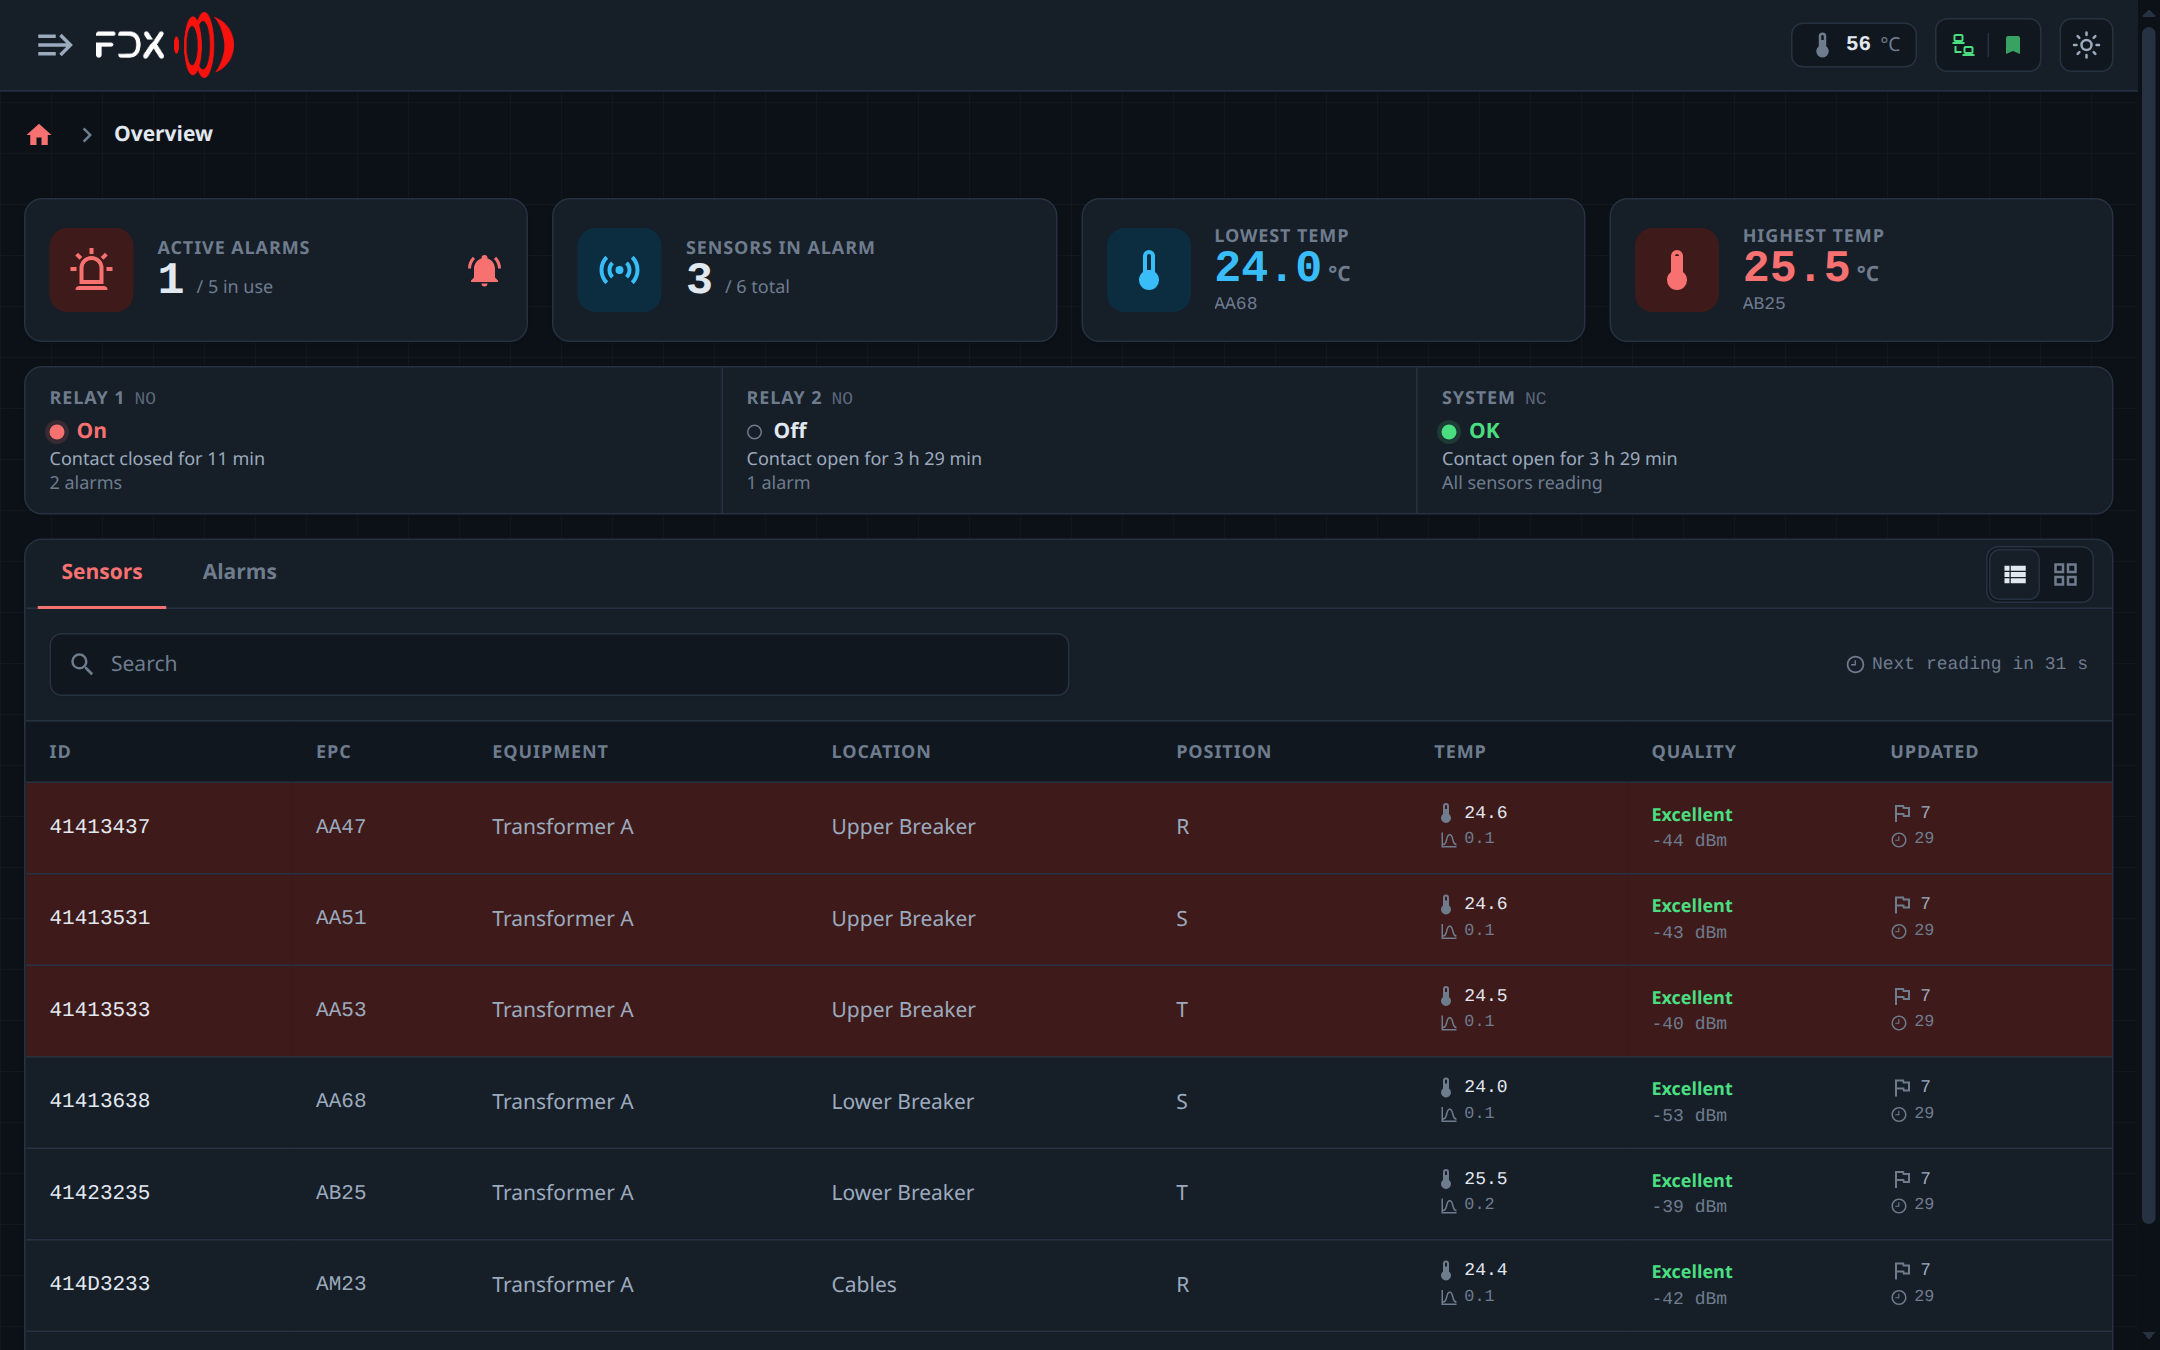 FDX
56 °C
Overview
ACTIVE ALARMS
1 / 5 in use
SENSORS IN ALARM
3 / 6 total
LOWEST TEMP
24.0 °C
AA68
HIGHEST TEMP
25.5 °C
AB25
RELAY 1 NO
On
Contact closed for 11 min
2 alarms
RELAY 2 NO
Off
Contact open for 3 h 29 min
1 alarm
SYSTEM NC
OK
Contact open for 3 h 29 min
All sensors reading
Sensors Alarms
Search
Next reading in 31 s
ID EPC EQUIPMENT LOCATION POSITION TEMP QUALITY UPDATED
41413437 AA47 Transformer A Upper Breaker R 24.6 Excellent 7
0.1 -44 dBm 29
41413531 AA51 Transformer A Upper Breaker S 24.6 Excellent 7
0.1 -43 dBm 29
41413533 AA53 Transformer A Upper Breaker T 24.5 Excellent 7
0.1 -40 dBm 29
41413638 AA68 Transformer A Lower Breaker S 24.0 Excellent 7
0.1 -53 dBm 29
41423235 AB25 Transformer A Lower Breaker T 25.5 Excellent 7
0.2 -39 dBm 29
414D3233 AM23 Transformer A Cables R 24.4 Excellent 7
0.1 -42 dBm 29